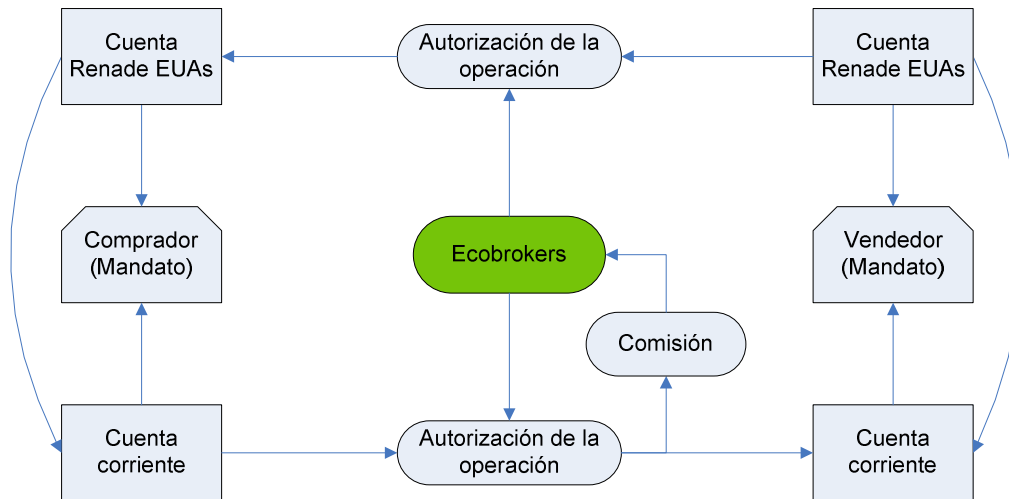 Cuenta
Renade EUAs
Autorización de la
operación
Cuenta
Renade EUAs
Comprador
(Mandato)
Ecobrokers
Vendedor
(Mandato)
Comisión
Cuenta
corriente
Autorización de la
operación
Cuenta
corriente